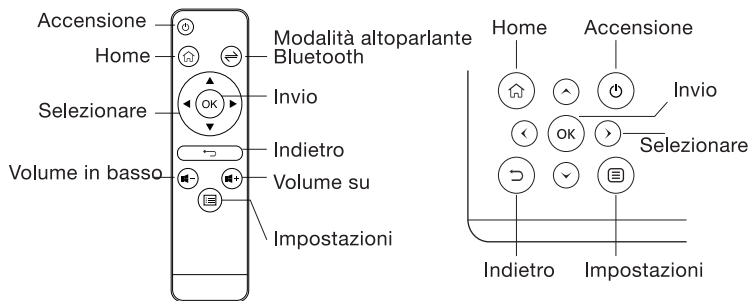 Accensione
Home
Modalità altoparlante
Bluetooth
OK
Invio
Selezionare
Indietro
Volume in basso
Volume su
Impostazioni
Home
Accensione
Invio
OK
Selezionare
Indietro
Impostazioni